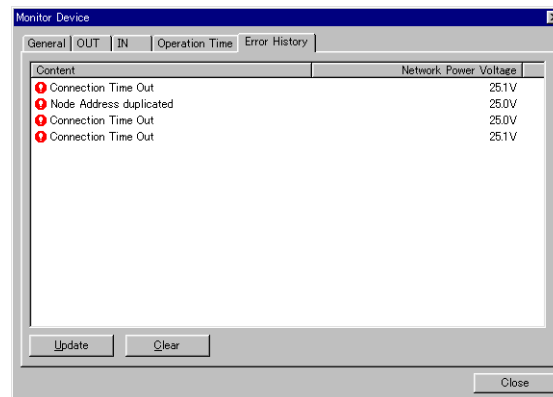 Monitor Device
General OUT IN Operation Time Error History
Content Network Power Voltage
Connection Time Out 25.1V
Node Address duplicated 25.0V
Connection Time Out 25.0V
Connection Time Out 25.1V
Update Clear
Close